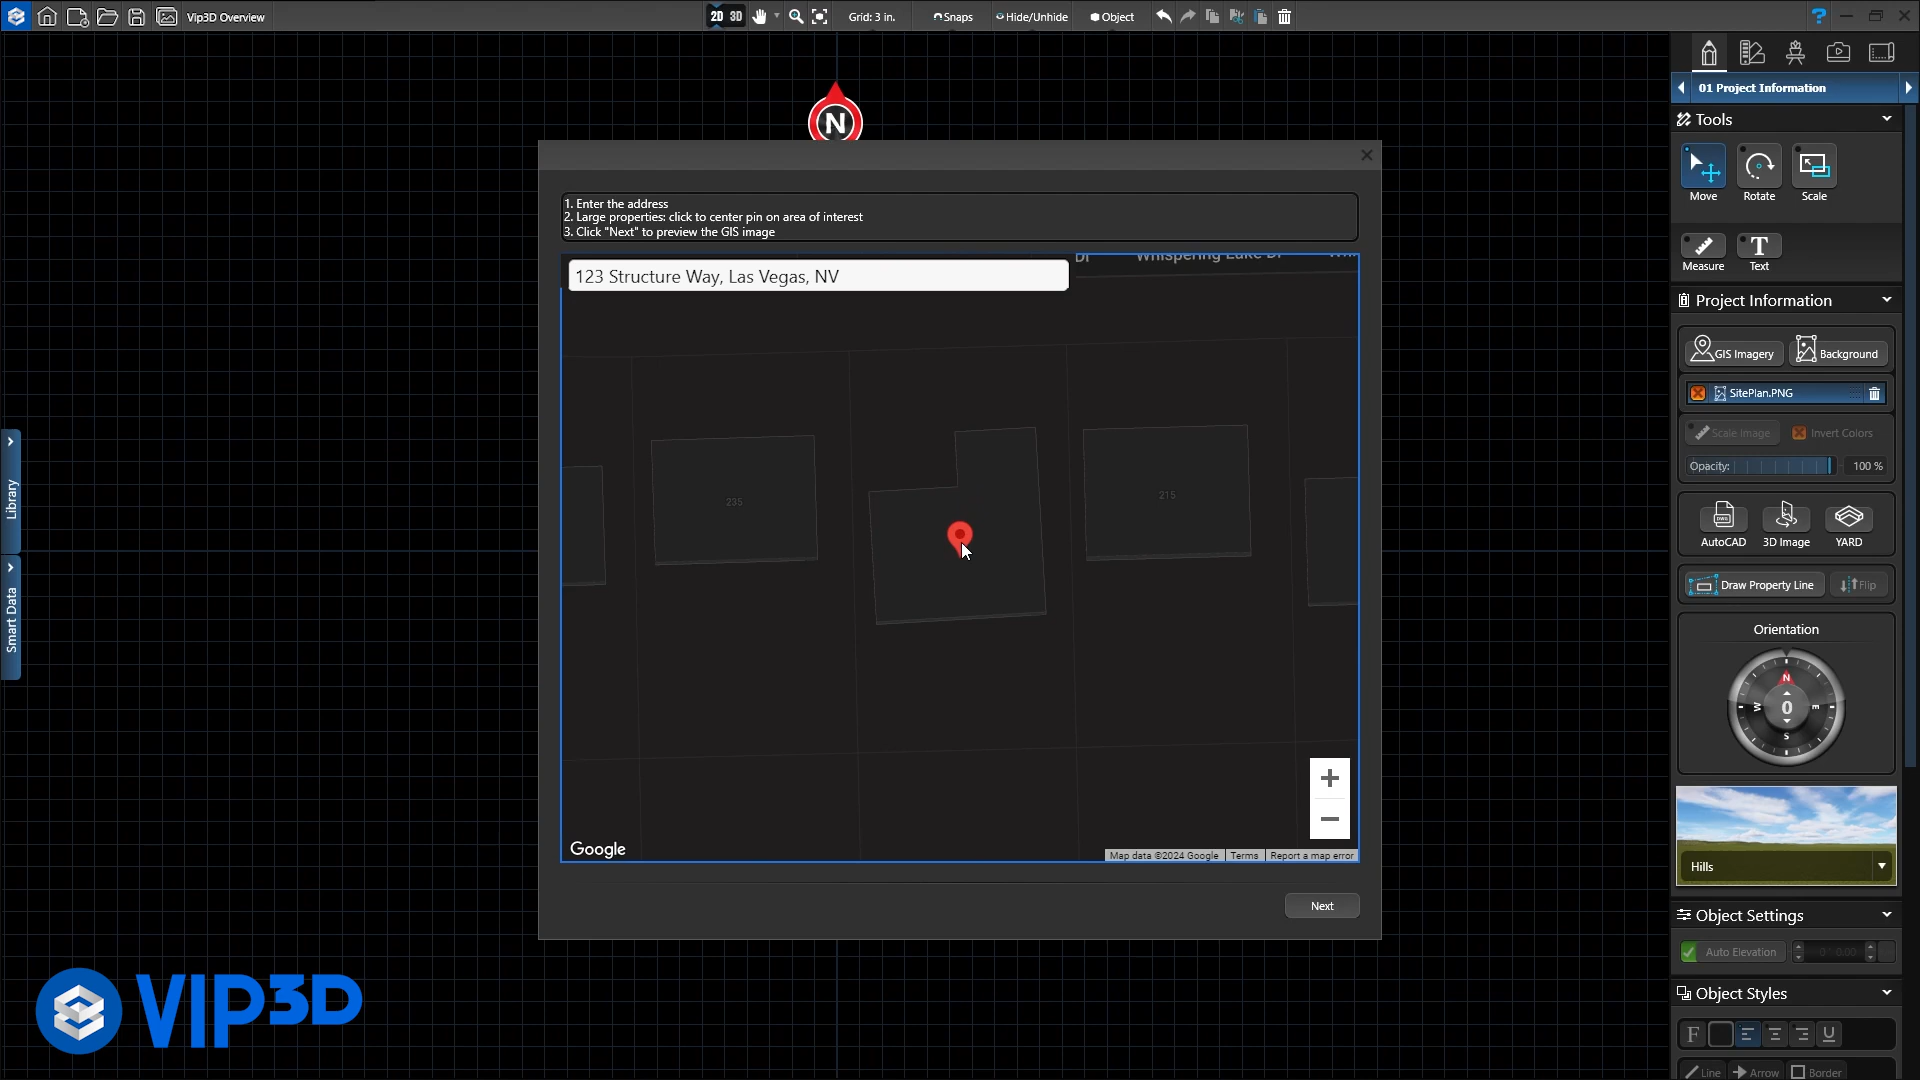 Vip3D Overview
2D 3D
Grid: 3 in.
Snaps
Hide/Unhide
Object
?
N
1. Enter the address
2. Large properties: click to center pin on area of interest
3. Click "Next" to preview the GIS image
123 Structure Way, Las Vegas, NV
Dr
Whispering Lake Dr
235
215
Google
Map data ©2024 Google
Terms
Report a map error
Next
Library
Smart Data
VIP3D
01 Project Information
Tools
Move
Rotate
Scale
Measure
T
Text
Project Information
GIS Imagery
Background
SitePlan.PNG
Scale Image
Invert Colors
Opacity:
100 %
DWG
AutoCAD
3D Image
YARD
Draw Property Line
Flip
Orientation
N
W
0
E
S
Hills
Object Settings
Auto Elevation
0' 0.00
Object Styles
F
U
Line
Arrow
Border